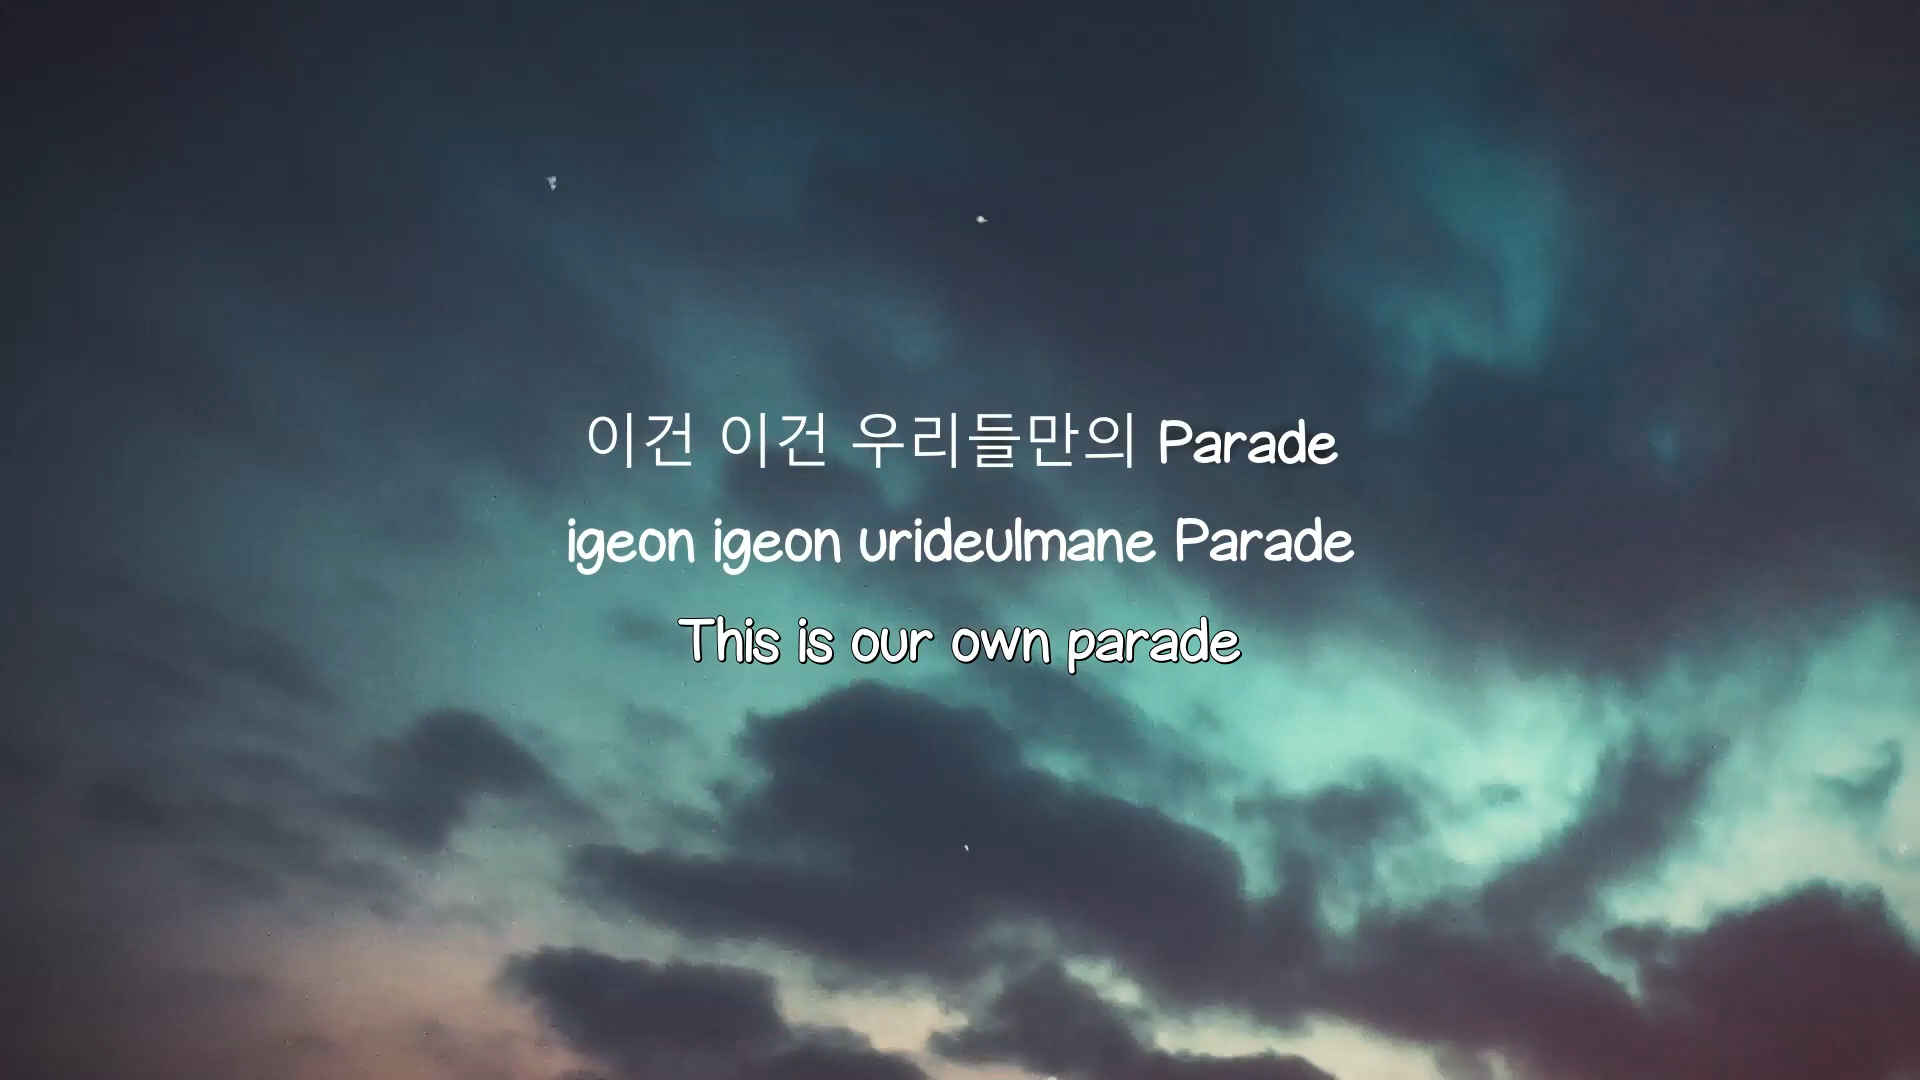 이건 이건 우리들만의 Parade
igeon igeon urideulmane Parade
This is our own parade